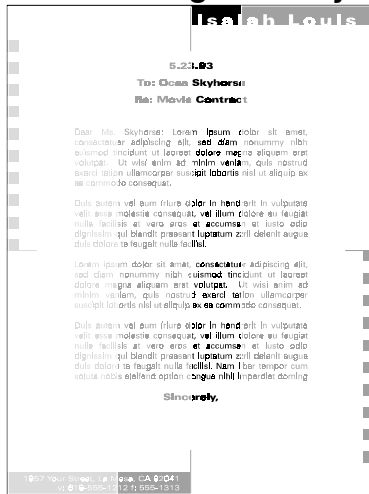 Isaiah Louis
5.23.93
To: Ocea Skyhorse
Re: Movie Contract
Dear Ms. Skyhorse: Lorem ipsum dolor sit amet,
consectetuer adipiscing elit, sed diam nonummy nibh
euismod tincidunt ut laoreet dolore magna aliquam erat
volutpat. Ut wisi enim ad minim veniam, quis nostrud
exerci tation ullamcorper suscipit lobortis nisl ut aliquip ex
ea commodo consequat.
Duis autem vel eum iriure dolor in hendrerit in vulputate
velit esse molestie consequat, vel illum dolore eu feugiat
nulla facilisis at vero eros et accumsan et iusto odio
dignissim qui blandit praesent luptatum zzril delenit augue
duis dolore te feugait nulla facilisi.
Lorem ipsum dolor sit amet, consectetuer adipiscing elit,
sed diam nonummy nibh euismod tincidunt ut laoreet
dolore magna aliquam erat volutpat. Ut wisi enim ad
minim veniam, quis nostrud exerci tation ullamcorper
suscipit lobortis nisl ut aliquip ex ea commodo consequat.
Duis autem vel eum iriure dolor in hendrerit in vulputate
velit esse molestie consequat, vel illum dolore eu feugiat
nulla facilisis at vero eros et accumsan et iusto odio
dignissim qui blandit praesent luptatum zzril delenit augue
duis dolore te feugait nulla facilisi. Nam liber tempor cum
soluta nobis eleifend option congue nihil imperdiet doming
Sincerely,
1957 Your Street, La Mesa, CA 92041
v: 619-555-1212 f: 555-1313